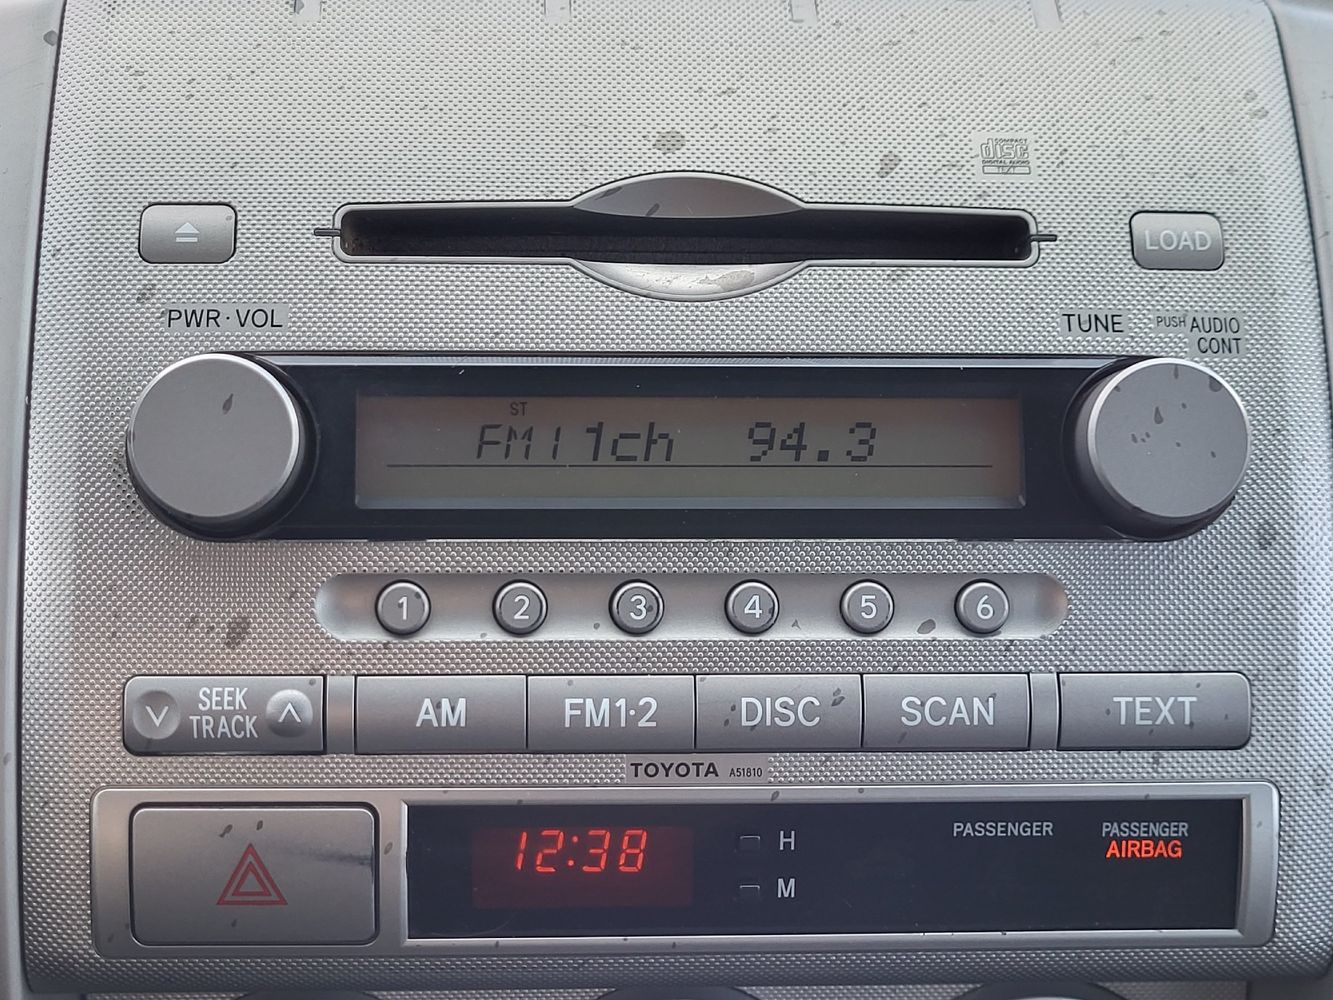 COMPACT
disc
DIGITAL AUDIO
TEXT
LOAD
PWR·VOL
TUNE
PUSH AUDIO
CONT
ST
FM1 1ch 94.3
1 2 3 4 5 6
SEEK
TRACK
AM
FM1·2
DISC
SCAN
TEXT
TOYOTA A51810
12:38
H
M
PASSENGER
PASSENGER
AIRBAG